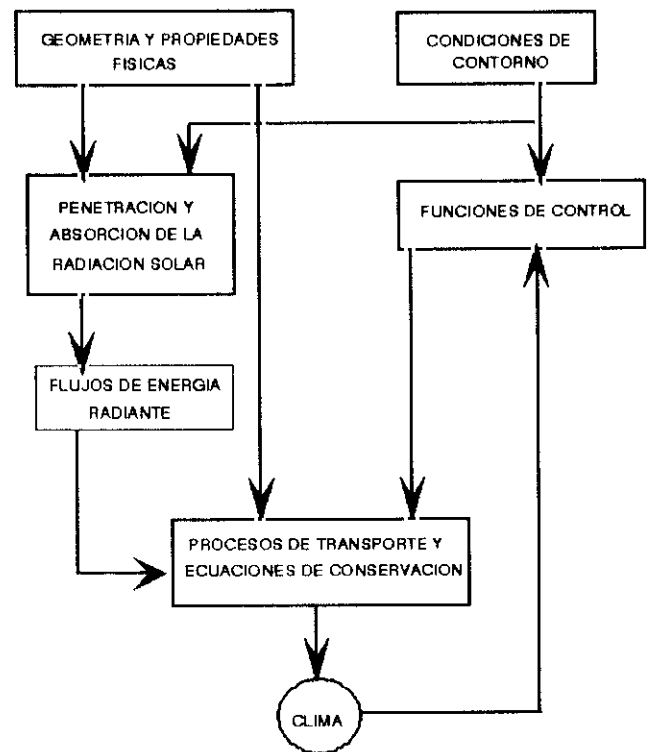 GEOMETRIA Y PROPIEDADES
FISICAS
CONDICIONES DE
CONTORNO
PENETRACION Y
ABSORCION DE LA
RADIACION SOLAR
FUNCIONES DE CONTROL
FLUJOS DE ENERGIA
RADIANTE
PROCESOS DE TRANSPORTE Y
ECUACIONES DE CONSERVACION
CLIMA